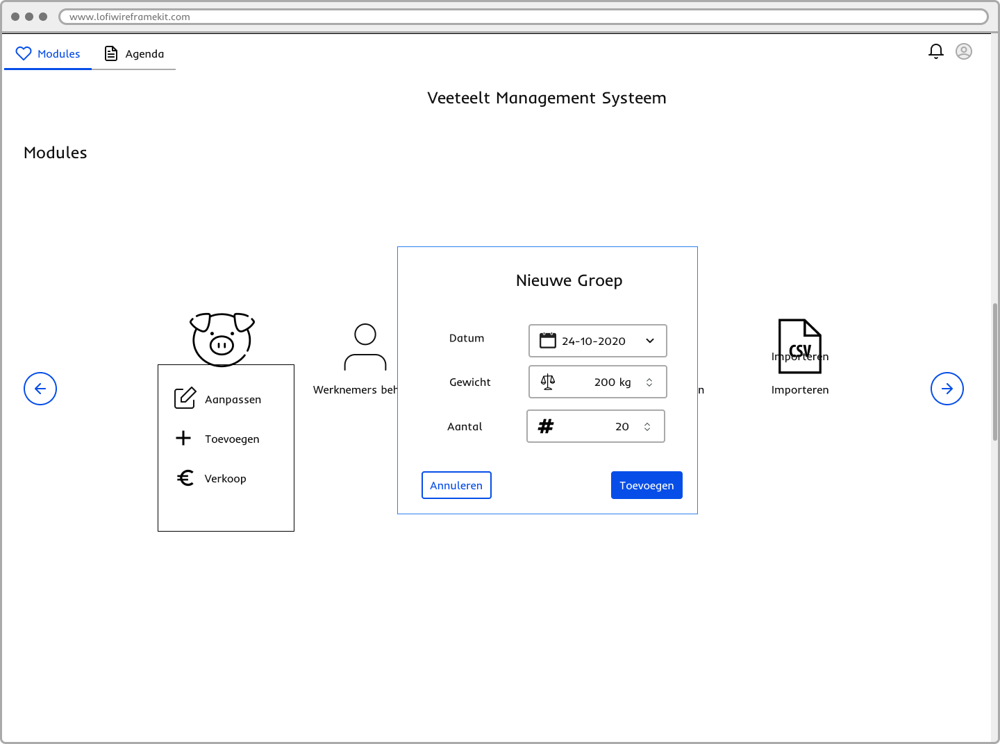 www.lofiwireframekit.com
Modules
Agenda
Veeteelt Management Systeem
Modules
Nieuwe Groep
Datum
24-10-2020
Gewicht
200 kg
Aantal
# 20
Annuleren
Toevoegen
Aanpassen
Toevoegen
€ Verkoop
Werknemers beh
n
CSV
Importeren
Importeren